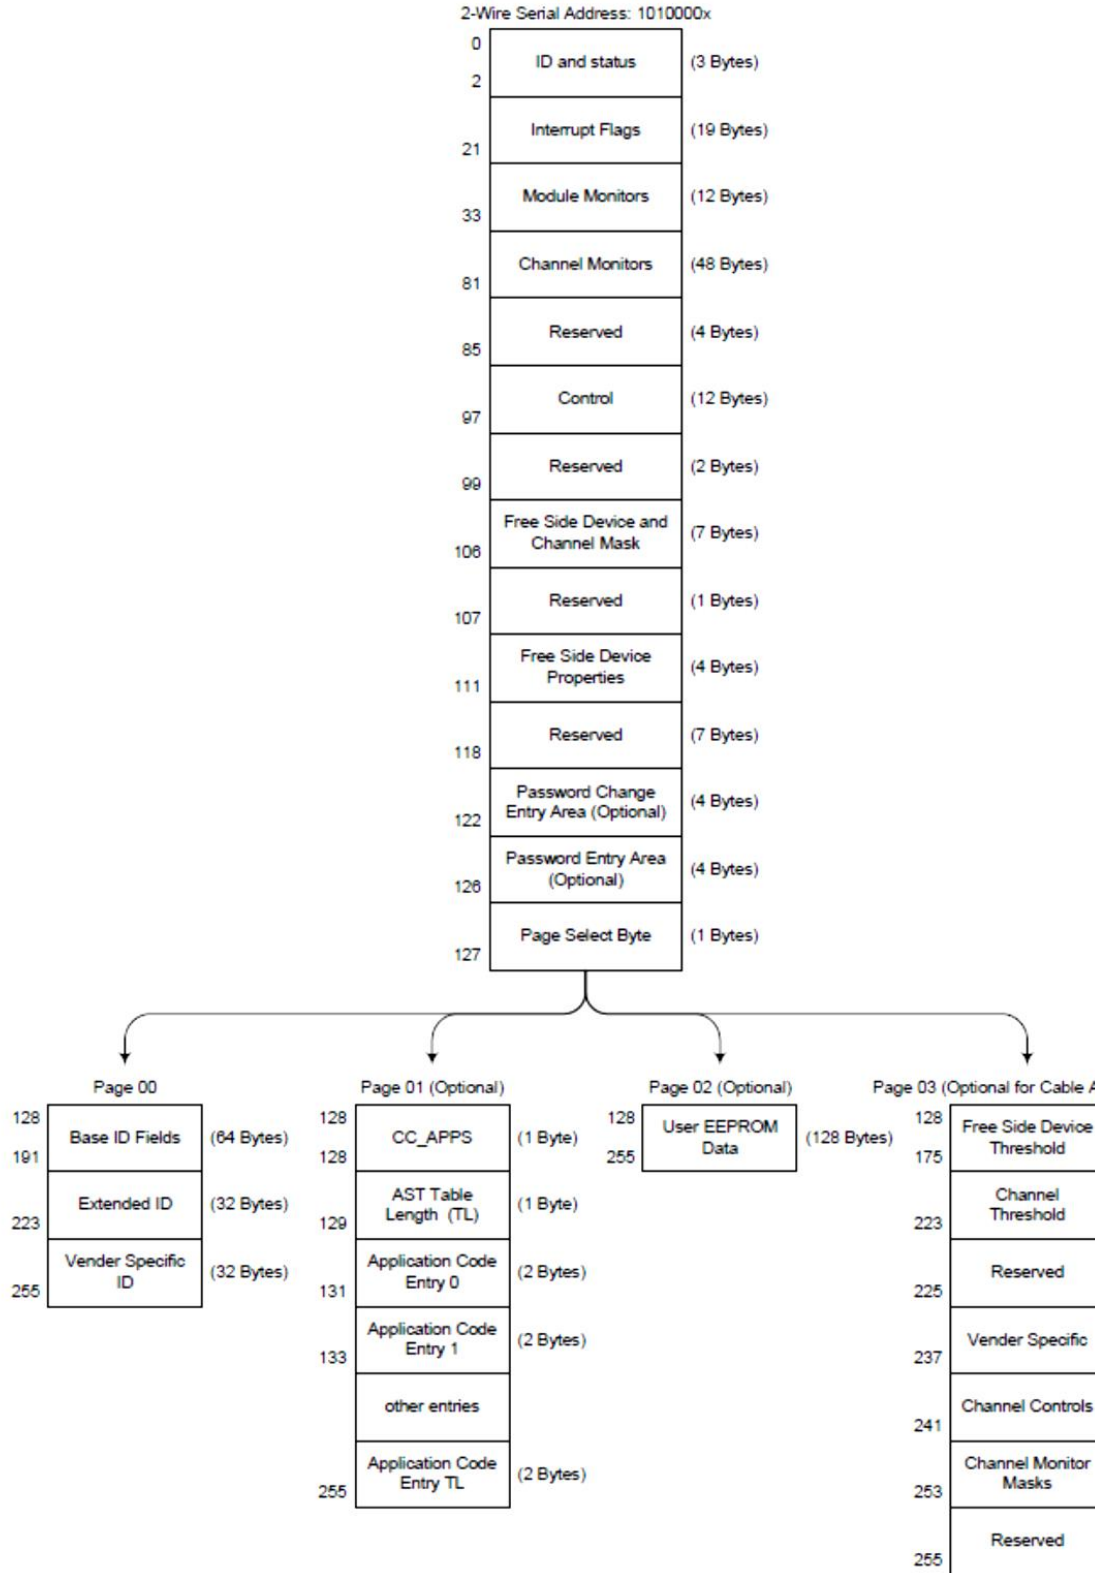 2-Wire Serial Address: 1010000x
0
ID and status
(3 Bytes)
2
Interrupt Flags
(19 Bytes)
21
Module Monitors
(12 Bytes)
33
Channel Monitors
(48 Bytes)
81
Reserved
(4 Bytes)
85
Control
(12 Bytes)
97
Reserved
(2 Bytes)
99
Free Side Device and
Channel Mask
(7 Bytes)
106
Reserved
(1 Bytes)
107
Free Side Device
Properties
(4 Bytes)
111
Reserved
(7 Bytes)
118
Password Change
Entry Area (Optional)
(4 Bytes)
122
Password Entry Area
(Optional)
(4 Bytes)
126
Page Select Byte
(1 Bytes)
127
Page 00
128
Base ID Fields
(64 Bytes)
191
Extended ID
(32 Bytes)
223
Vender Specific
ID
(32 Bytes)
255
Page 01 (Optional)
128
CC_APPS
(1 Byte)
128
AST Table
Length (TL)
(1 Byte)
129
Application Code
Entry 0
(2 Bytes)
131
Application Code
Entry 1
(2 Bytes)
133
other entries
Application Code
Entry TL
(2 Bytes)
255
Page 02 (Optional)
128
User EEPROM
Data
(128 Bytes)
255
Page 03 (Optional for Cable A
128
Free Side Device
Threshold
175
Channel
Threshold
223
Reserved
225
Vender Specific
237
Channel Controls
241
Channel Monitor
Masks
253
Reserved
255